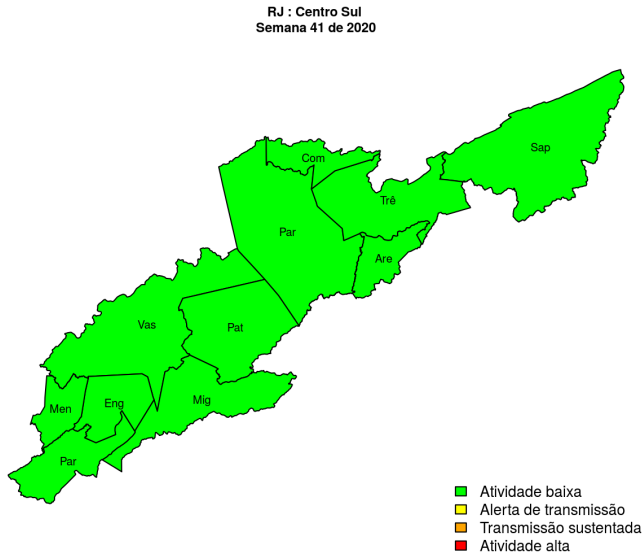 RJ : Centro Sul
Semana 41 de 2020
Sap
Com
Trê
Par
Are
Vas
Pat
Mig
Eng
Men
Par
Atividade baixa
Alerta de transmissão
Transmissão sustentada
Atividade alta